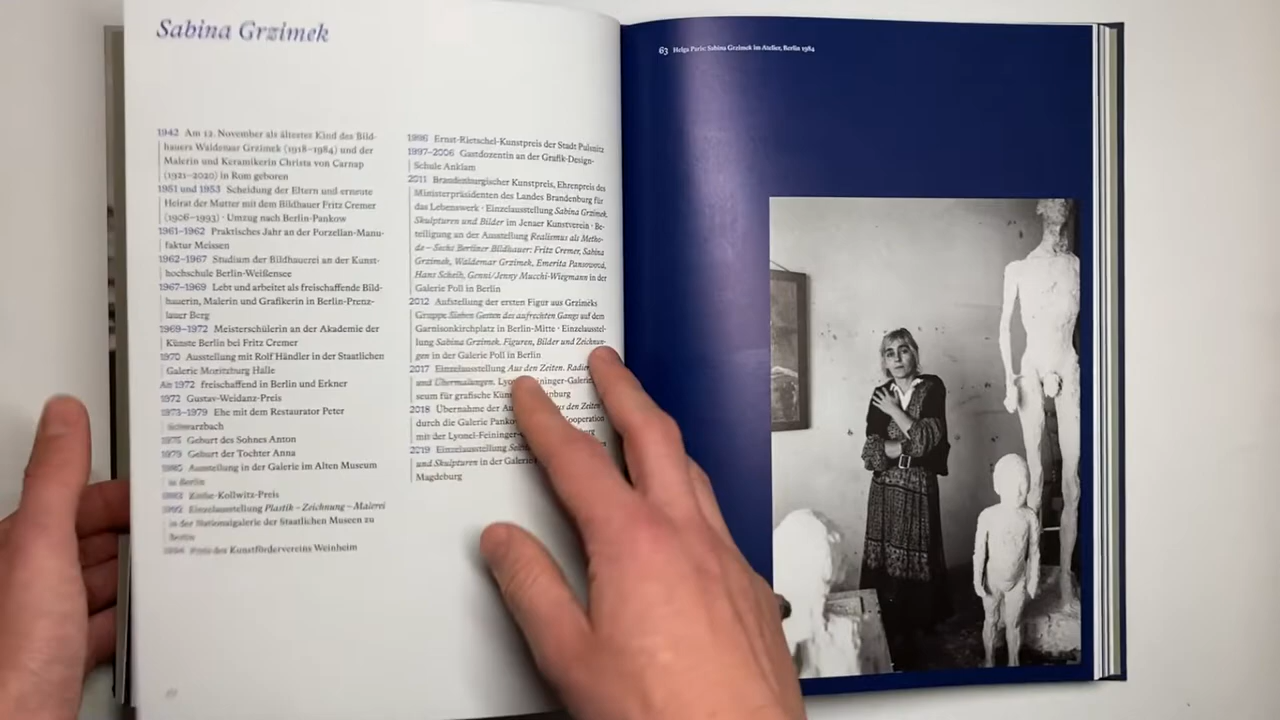 Sabina Grzimek
1942 Am 12. November als ältestes Kind des Bild-
hauers Waldemar Grzimek (1918–1984) und der
Malerin und Keramikerin Christa von Carnap
(1921–2020) in Rom geboren
1951 und 1953 Scheidung der Eltern und erneute
Heirat der Mutter mit dem Bildhauer Fritz Cremer
(1906–1993) · Umzug nach Berlin-Pankow
1961–1962 Praktisches Jahr an der Porzellan-Manu-
faktur Meissen
1962–1967 Studium der Bildhauerei an der Kunst-
hochschule Berlin-Weißensee
1967–1969 Lebt und arbeitet als freischaffende Bild-
hauerin, Malerin und Grafikerin in Berlin-Prenz-
lauer Berg
1969–1972 Meisterschülerin an der Akademie der
Künste Berlin bei Fritz Cremer
1970 Ausstellung mit Rolf Händler in der Staatlichen
Galerie Moritzburg Halle
Ab 1972 freischaffend in Berlin und Erkner
1972 Gustav-Weidanz-Preis
1973–1979 Ehe mit dem Restaurator Peter
Schwarzbach
Geburt des Sohnes Anton
1979 Geburt der Tochter Anna
Ausstellung in der Galerie im Alten Museum
in Berlin
1983 Käthe-Kollwitz-Preis
1992 Einzelausstellung Plastik – Zeichnung – Malerei
in der Nationalgalerie der Staatlichen Museen zu
Berlin
Preis des Kunstfördervereins Weinheim
1996 Ernst-Rietschel-Kunstpreis der Stadt Pulsnitz
1997–2006 Gastdozentin an der Grafik-Design-
Schule Anklam
2011 Brandenburgischer Kunstpreis, Ehrenpreis des
Ministerpräsidenten des Landes Brandenburg für
das Lebenswerk · Einzelausstellung Sabina Grzimek.
Skulpturen und Bilder im Jenaer Kunstverein · Be-
teiligung an der Ausstellung Realismus als Metho-
de – Sechs Berliner Bildhauer: Fritz Cremer, Sabina
Grzimek, Waldemar Grzimek, Emerita Pansowová,
Hans Scheib, Genni/Jenny Mucchi-Wiegmann in der
Galerie Poll in Berlin
2012 Aufstellung der ersten Figur aus Grzimeks
Gruppe Sieben Gesten des aufrechten Gangs auf dem
Garnisonkirchplatz in Berlin-Mitte · Einzelausstel-
lung Sabina Grzimek. Figuren, Bilder und Zeichnun-
gen in der Galerie Poll in Berlin
2017 Einzelausstellung Aus den Zeiten.
und Übermalungen.
seum für grafische
2018 Übernahme der
durch die Galerie Pankow
mit der Lyonel-Feininger-
2019 Einzelausstellung
und Skulpturen in der Galerie
Magdeburg
63 Helga Paris: Sabina Grzimek im Atelier, Berlin 1984